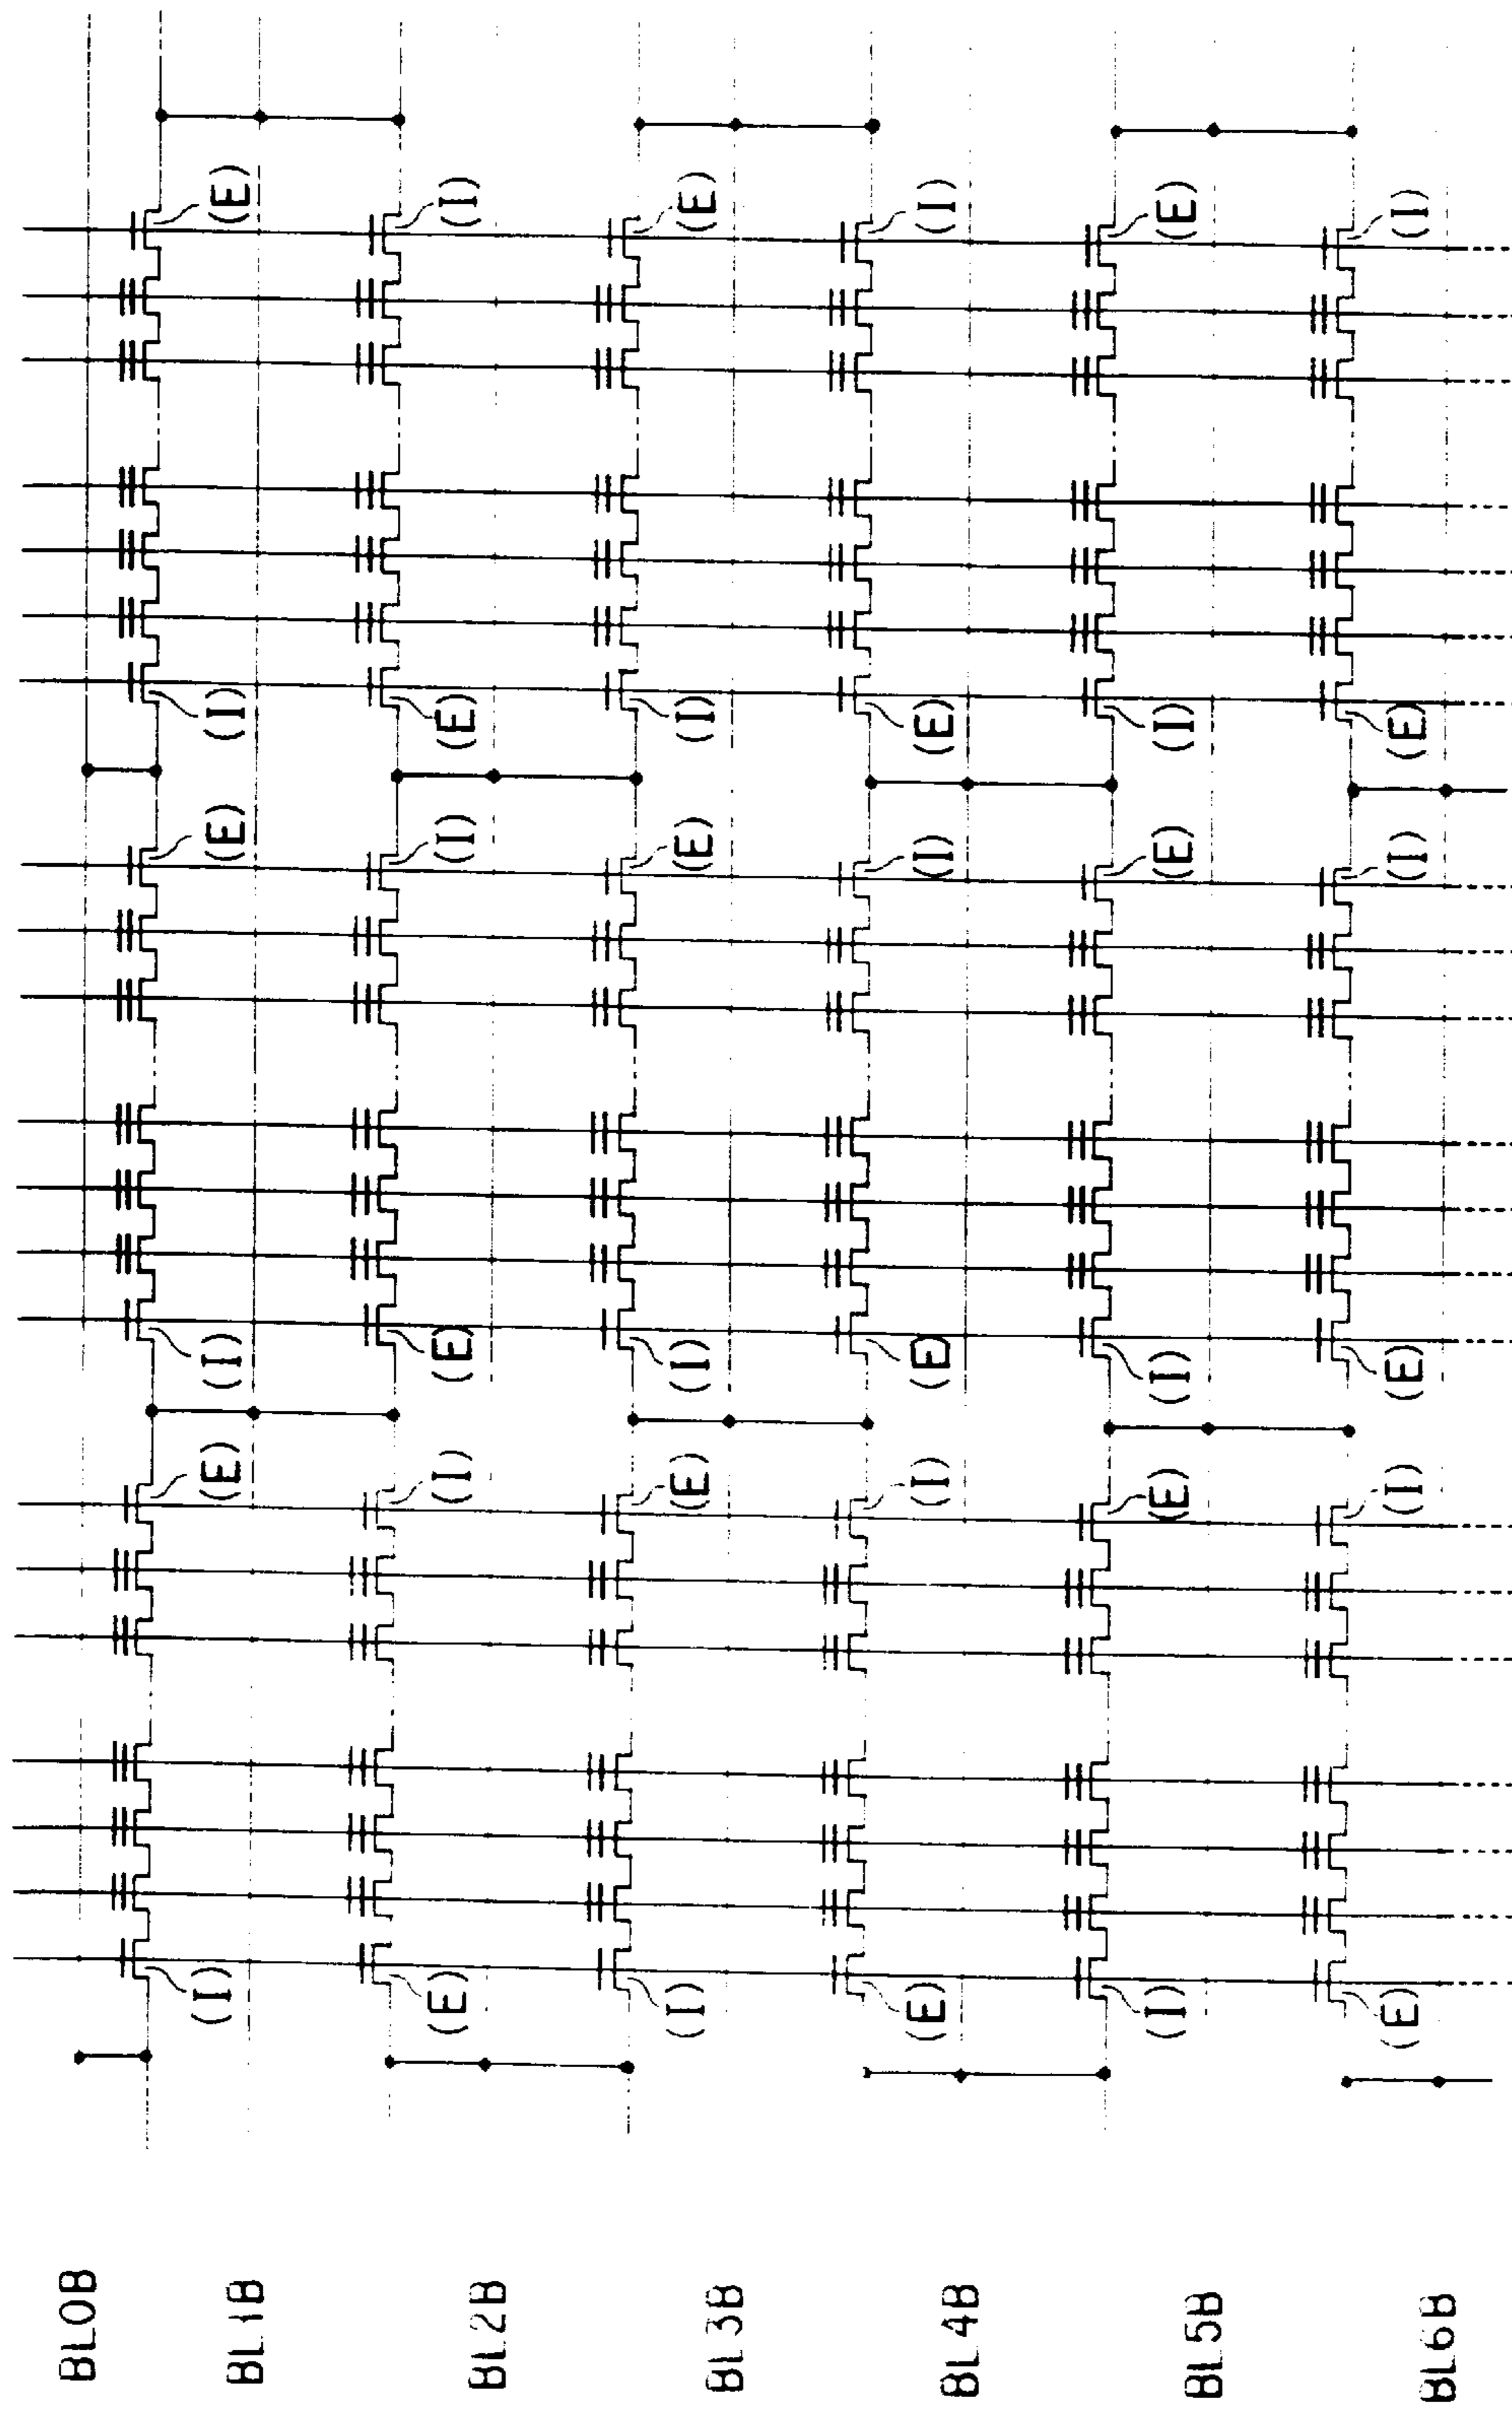 BL0B
(I) (E) (I) (E) (I) (E)
BL1B
(E) (I) (E) (I) (E) (I)
BL2B
(I) (E) (I) (E) (I) (E)
BL3B
(E) (I) (E) (I) (E) (I)
BL4B
(I) (E) (I) (E) (I) (E)
BL5B
(E) (I) (E) (I) (E) (I)
BL6B